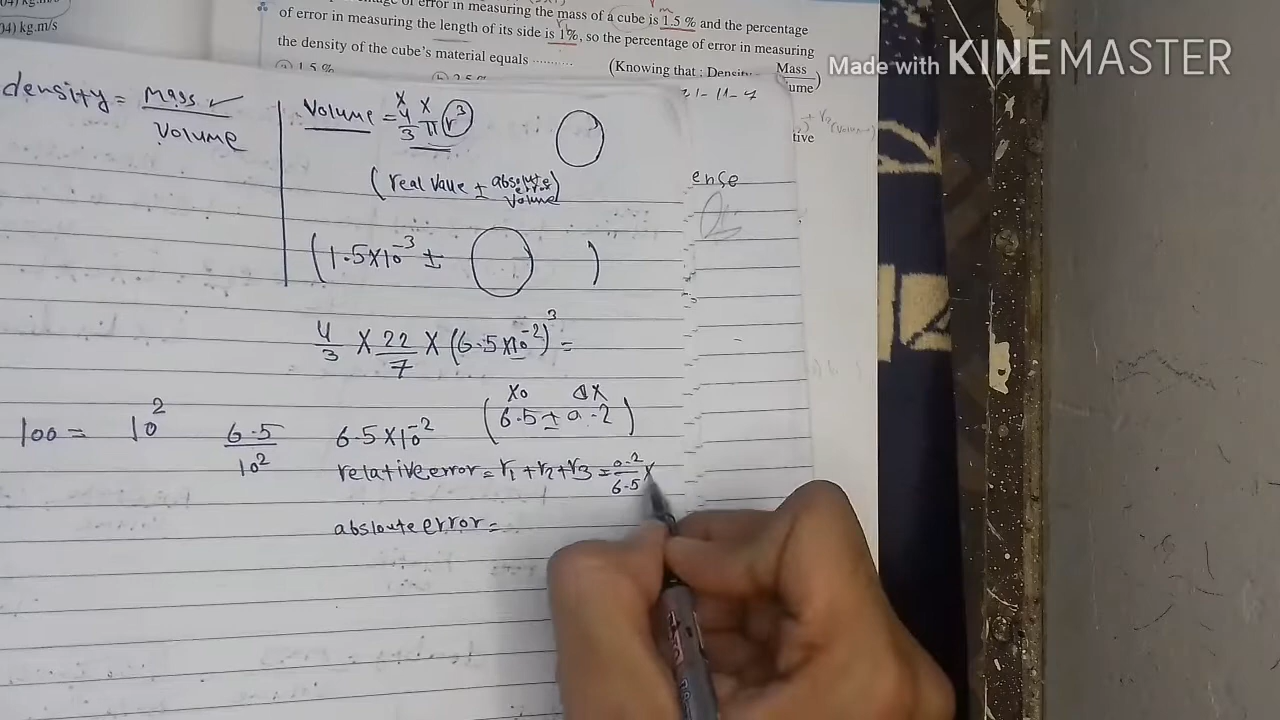 error in measuring the mass of a cube is 1.5 % and the percentage
of error in measuring the length of its side is 1%, so the percentage of error in measuring
the density of the cube's material equals ........... (Knowing that : Density Mass
04) kg.m/s
Made with KINEMASTER
density = Mass ✓
Volume
Volume = 4/3 π r³
(real value ± absolute error volume)
(1.5×10⁻³ ± )
4/3 × 22/7 × (6.5×10⁻²)³ =
x₀ Δx
(6.5 ± 0.2)
100 = 10² 6.5/10² 6.5×10⁻²
relative error = r₁ + r₂ + r₃ = 0.2/6.5 ×
absloute error =
ense
tive